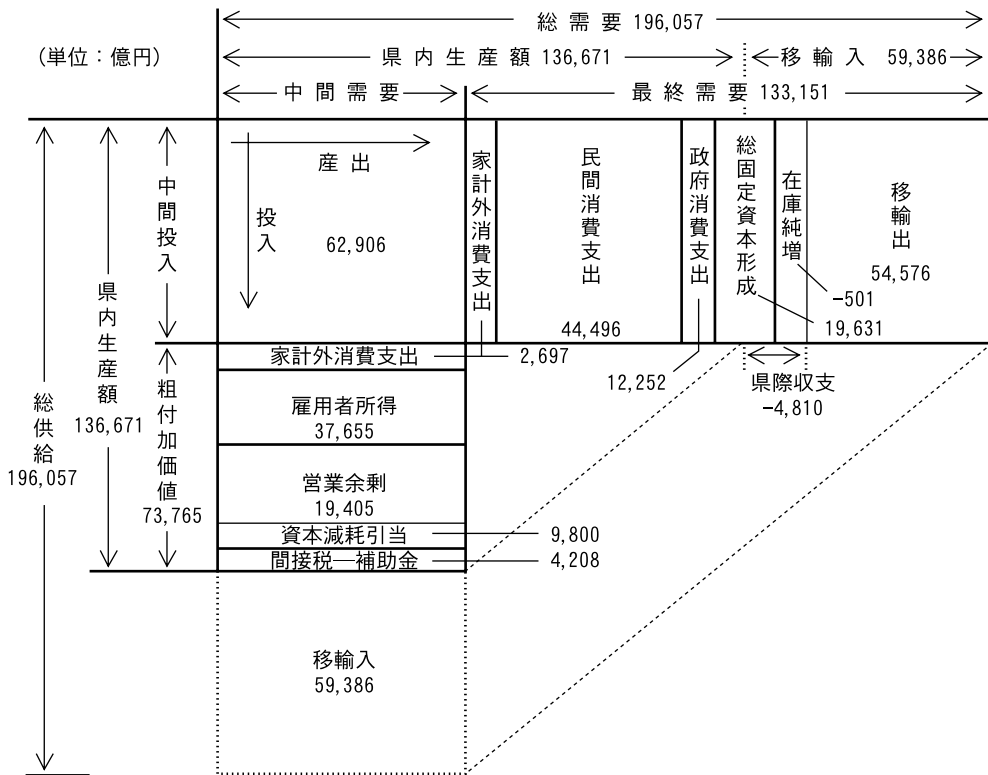 総需要 196,057
（単位：億円）
県内生産額 136,671
移輸入 59,386
中間需要
最終需要 133,151
産出
投入
62,906
家計外消費支出
民間消費支出
44,496
政府消費支出
総固定資本形成
在庫純増
移輸出
54,576
-501
19,631
中間投入
県内生産額
136,671
総供給
196,057
粗付加価値
73,765
家計外消費支出
2,697
12,252
県際収支
-4,810
雇用者所得
37,655
営業余剰
19,405
資本減耗引当
9,800
間接税―補助金
4,208
移輸入
59,386